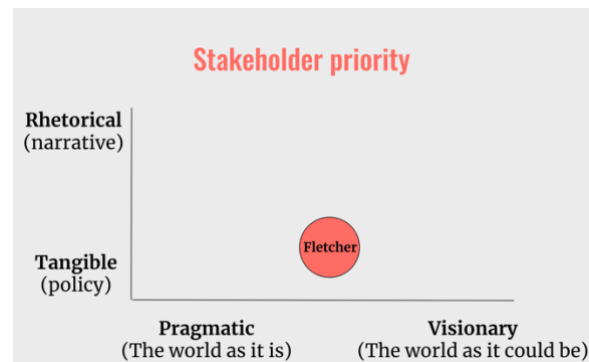 Stakeholder priority
Rhetorical
(narrative)
Fletcher
Tangible
(policy)
Pragmatic
(The world as it is)
Visionary
(The world as it could be)